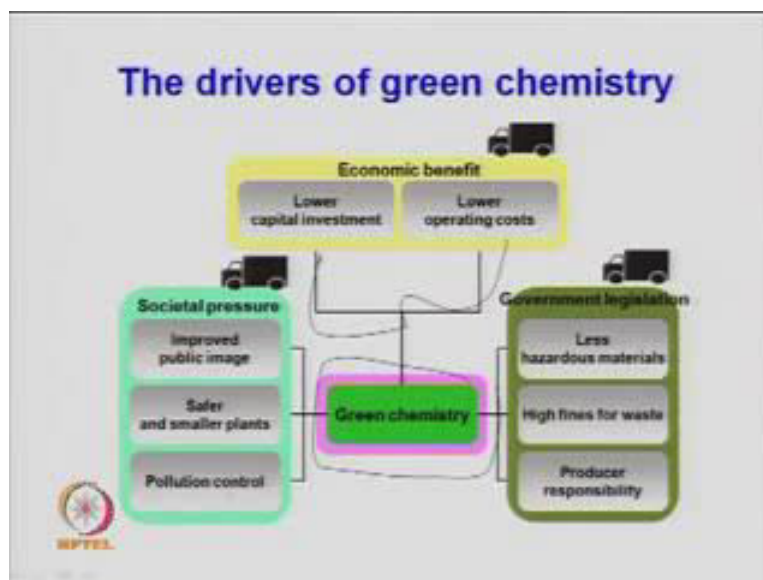 The drivers of green chemistry
Economic benefit
Lower
capital investment
Lower
operating costs
Societal pressure
Improved
public image
Safer
and smaller plants
Pollution control
Green chemistry
Government legislation
Less
hazardous materials
High fines for waste
Producer
responsibility
NPTEL